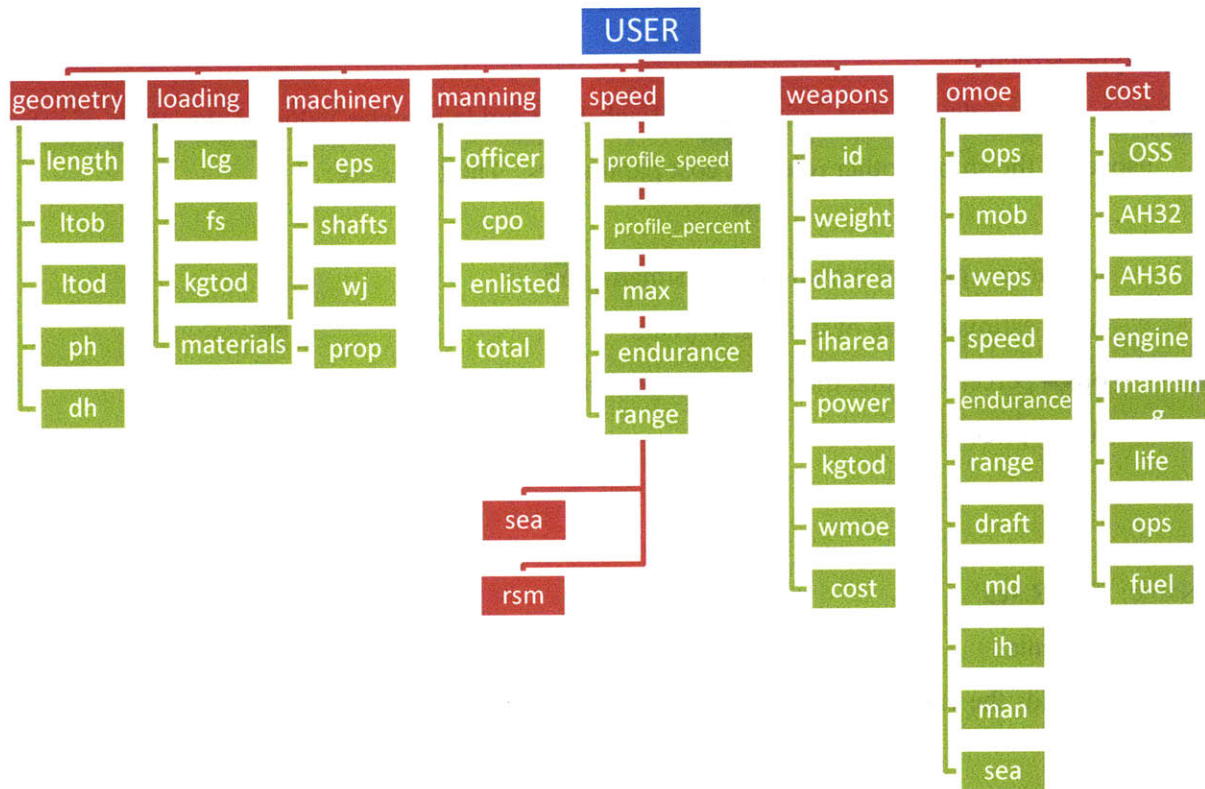 USER
geometry
length
ltob
ltod
ph
dh
loading
lcg
fs
kgtod
materials
machinery
eps
shafts
wj
prop
manning
officer
cpo
enlisted
total
speed
profile_speed
profile_percent
max
endurance
range
sea
rsm
weapons
id
weight
dharea
iharea
power
kgtod
wmoe
cost
omoe
ops
mob
weps
speed
endurance
range
draft
md
ih
man
sea
cost
OSS
AH32
AH36
engine
mannin
g
life
ops
fuel